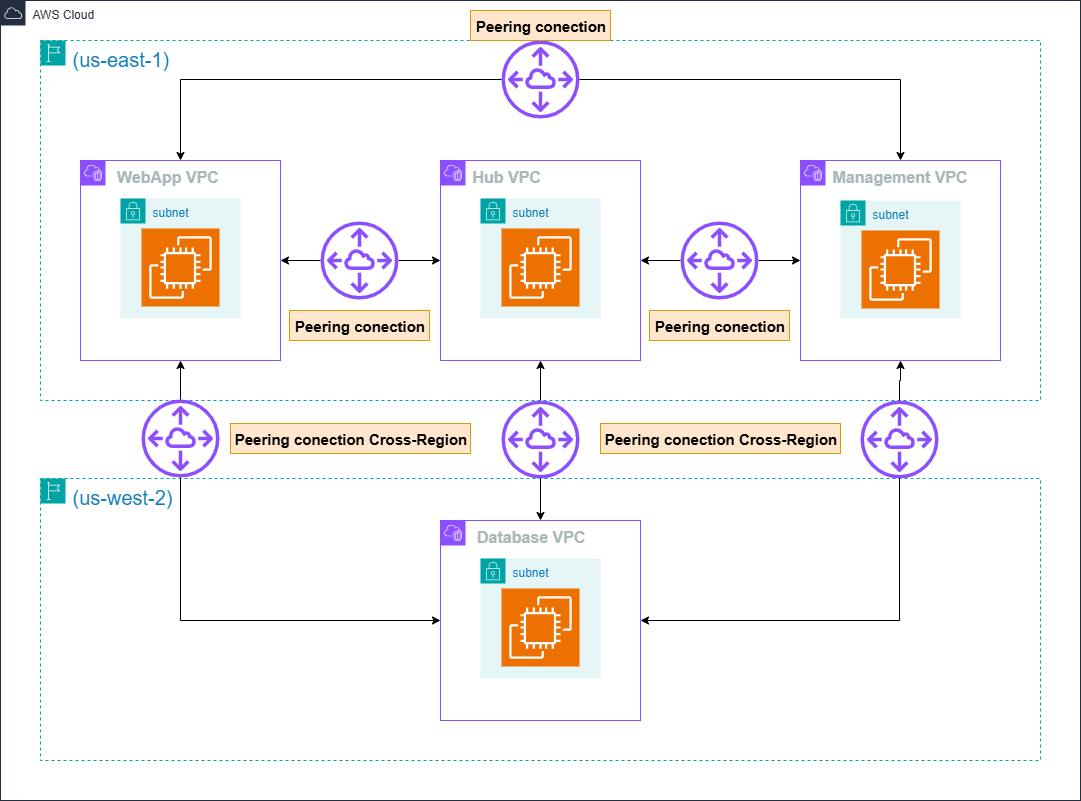 AWS Cloud
Peering conection
(us-east-1)
WebApp VPC
Hub VPC
Management VPC
subnet
subnet
subnet
Peering conection
Peering conection
Peering conection Cross-Region
Peering conection Cross-Region
(us-west-2)
Database VPC
subnet